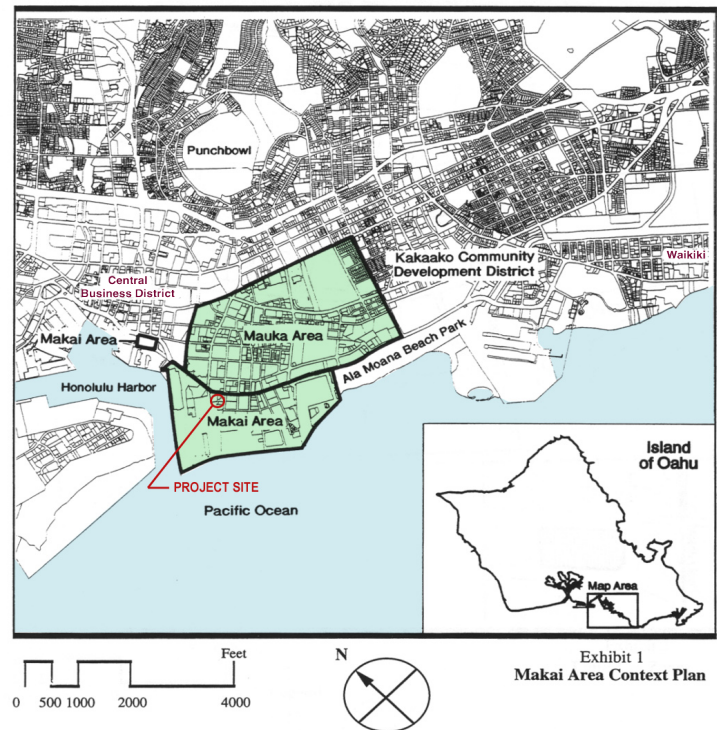 Punchbowl
Kakaako Community
Development District
Waikiki
Central
Business District
Makai Area
Mauka Area
Ala Moana Beach Park
Honolulu Harbor
Makai Area
PROJECT SITE
Pacific Ocean
Island
of Oahu
Map Area
Feet
0 500 1000 2000 4000
N
Exhibit 1
Makai Area Context Plan